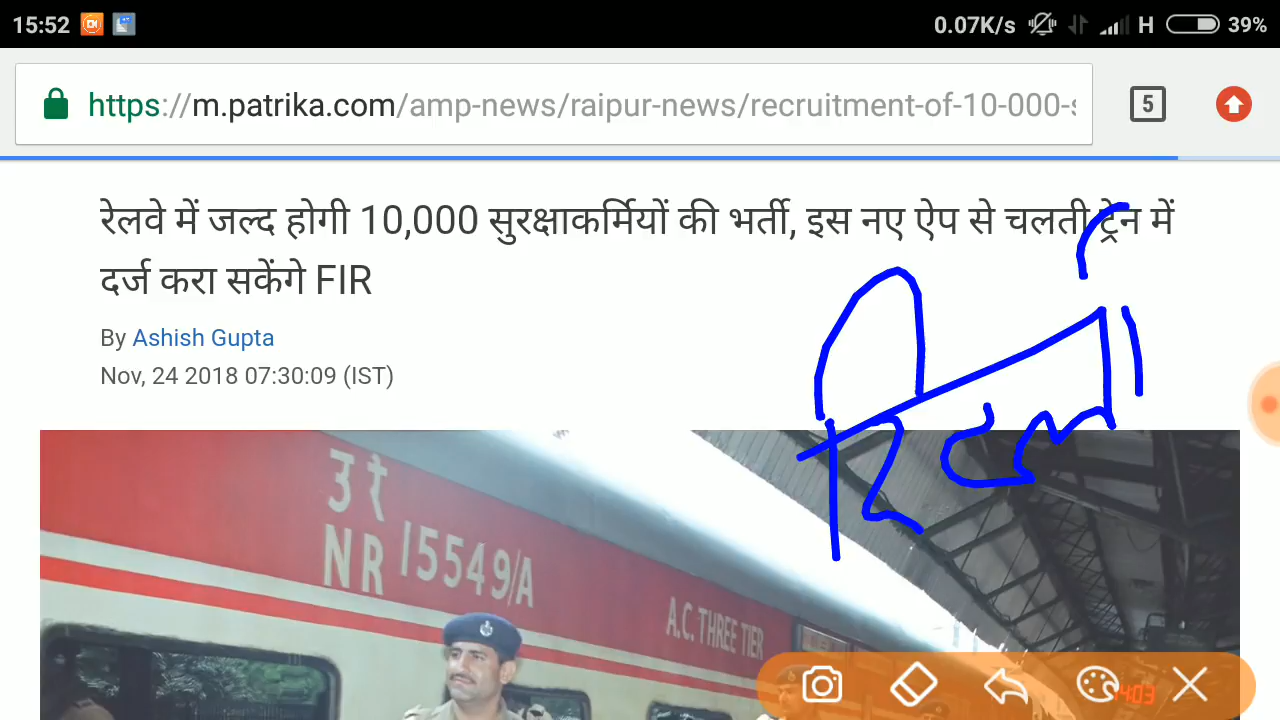 15:52 0.07K/s H 39%
https://m.patrika.com/amp-news/raipur-news/recruitment-of-10-000-s 5
रेलवे में जल्द होगी 10,000 सुरक्षाकर्मियों की भर्ती, इस नए ऐप से चलती ट्रेन में
दर्ज करा सकेंगे FIR
By Ashish Gupta
Nov, 24 2018 07:30:09 (IST)
उ रे
NR 15549/A
A.C. THREE TIER